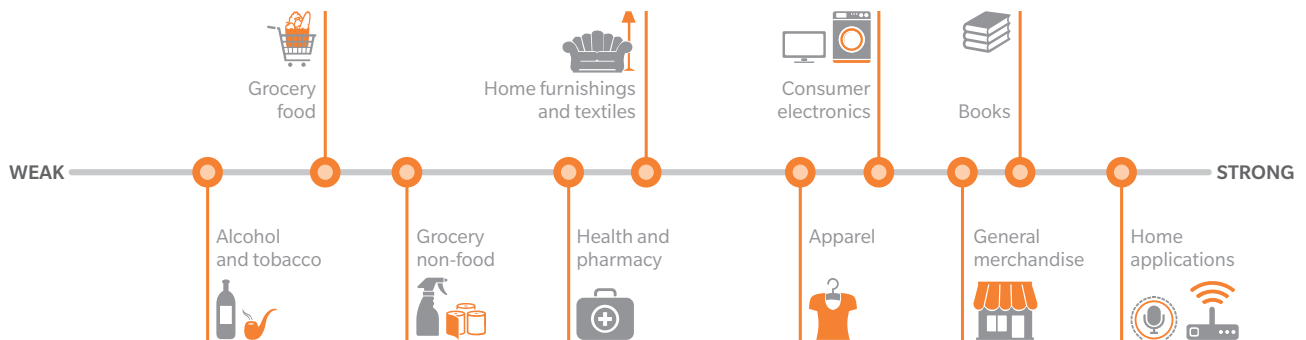 Grocery
food
Home furnishings
and textiles
Consumer
electronics
Books
WEAK
STRONG
Alcohol
and tobacco
Grocery
non-food
Health and
pharmacy
Apparel
General
merchandise
Home
applications